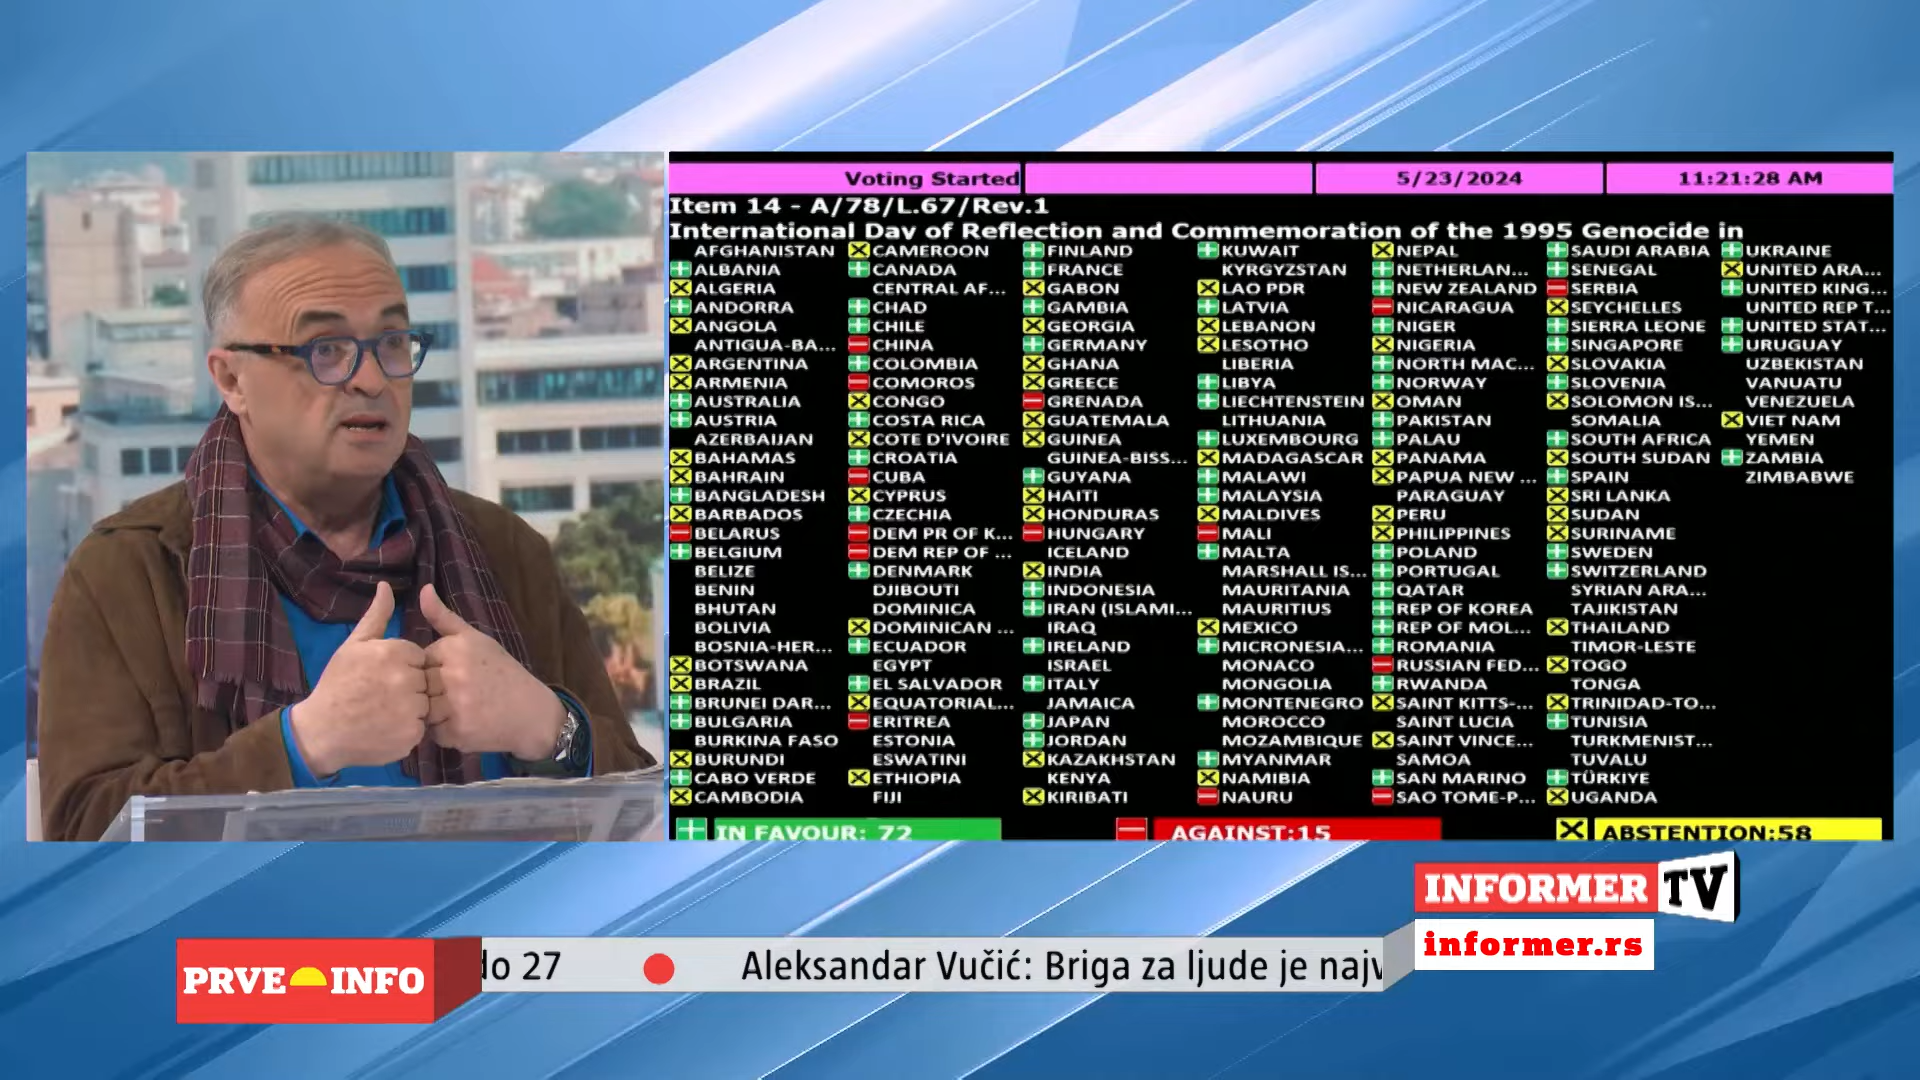 Voting Started 5/23/2024 11:21:28 AM
Item 14 - A/78/L.67/Rev.1
International Day of Reflection and Commemoration of the 1995 Genocide in
AFGHANISTAN
ALBANIA
ALGERIA
ANDORRA
ANGOLA
ANTIGUA-BA...
ARGENTINA
ARMENIA
AUSTRALIA
AUSTRIA
AZERBAIJAN
BAHAMAS
BAHRAIN
BANGLADESH
BARBADOS
BELARUS
BELGIUM
BELIZE
BENIN
BHUTAN
BOLIVIA
BOSNIA-HER...
BOTSWANA
BRAZIL
BRUNEI DAR...
BULGARIA
BURKINA FASO
BURUNDI
CABO VERDE
CAMBODIA
CAMEROON
CANADA
CENTRAL AF...
CHAD
CHILE
CHINA
COLOMBIA
COMOROS
CONGO
COSTA RICA
COTE D'IVOIRE
CROATIA
CUBA
CYPRUS
CZECHIA
DEM PR OF K...
DEM REP OF ...
DENMARK
DJIBOUTI
DOMINICA
DOMINICAN ...
ECUADOR
EGYPT
EL SALVADOR
EQUATORIAL...
ERITREA
ESTONIA
ESWATINI
ETHIOPIA
FIJI
FINLAND
FRANCE
GABON
GAMBIA
GEORGIA
GERMANY
GHANA
GREECE
GRENADA
GUATEMALA
GUINEA
GUINEA-BISS...
GUYANA
HAITI
HONDURAS
HUNGARY
ICELAND
INDIA
INDONESIA
IRAN (ISLAMI...
IRAQ
IRELAND
ISRAEL
ITALY
JAMAICA
JAPAN
JORDAN
KAZAKHSTAN
KENYA
KIRIBATI
KUWAIT
KYRGYZSTAN
LAO PDR
LATVIA
LEBANON
LESOTHO
LIBERIA
LIBYA
LIECHTENSTEIN
LITHUANIA
LUXEMBOURG
MADAGASCAR
MALAWI
MALAYSIA
MALDIVES
MALI
MALTA
MARSHALL IS...
MAURITANIA
MAURITIUS
MEXICO
MICRONESIA...
MONACO
MONGOLIA
MONTENEGRO
MOROCCO
MOZAMBIQUE
MYANMAR
NAMIBIA
NAURU
NEPAL
NETHERLAN...
NEW ZEALAND
NICARAGUA
NIGER
NIGERIA
NORTH MAC...
NORWAY
OMAN
PAKISTAN
PALAU
PANAMA
PAPUA NEW ...
PARAGUAY
PERU
PHILIPPINES
POLAND
PORTUGAL
QATAR
REP OF KOREA
REP OF MOL...
ROMANIA
RUSSIAN FED...
RWANDA
SAINT KITTS-...
SAINT LUCIA
SAINT VINCE...
SAMOA
SAN MARINO
SAO TOME-P...
SAUDI ARABIA
SENEGAL
SERBIA
SEYCHELLES
SIERRA LEONE
SINGAPORE
SLOVAKIA
SLOVENIA
SOLOMON IS...
SOMALIA
SOUTH AFRICA
SOUTH SUDAN
SPAIN
SRI LANKA
SUDAN
SURINAME
SWEDEN
SWITZERLAND
SYRIAN ARA...
TAJIKISTAN
THAILAND
TIMOR-LESTE
TOGO
TONGA
TRINIDAD-TO...
TUNISIA
TURKMENIST...
TUVALU
TÜRKIYE
UGANDA
UKRAINE
UNITED ARA...
UNITED KING...
UNITED REP T...
UNITED STAT...
URUGUAY
UZBEKISTAN
VANUATU
VENEZUELA
VIET NAM
YEMEN
ZAMBIA
ZIMBABWE
IN FAVOUR: 72 AGAINST:15 ABSTENTION:58
INFORMER TV
informer.rs
PRVE INFO
do 27 Aleksandar Vučić: Briga za ljude je najv